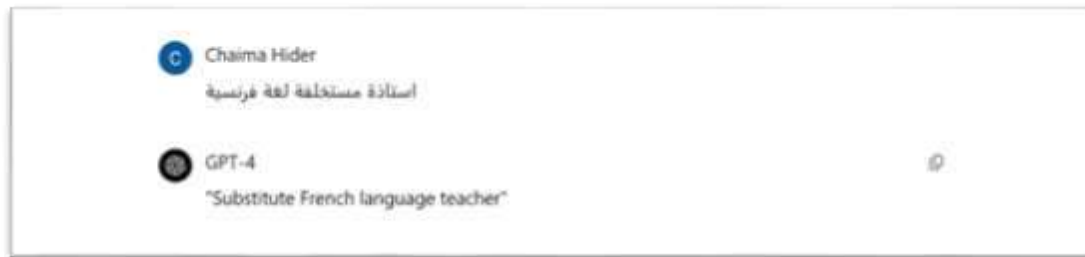 C
Chaima Hider
استاذة مستخلفة لغة فرنسية
GPT-4
"Substitute French language teacher"